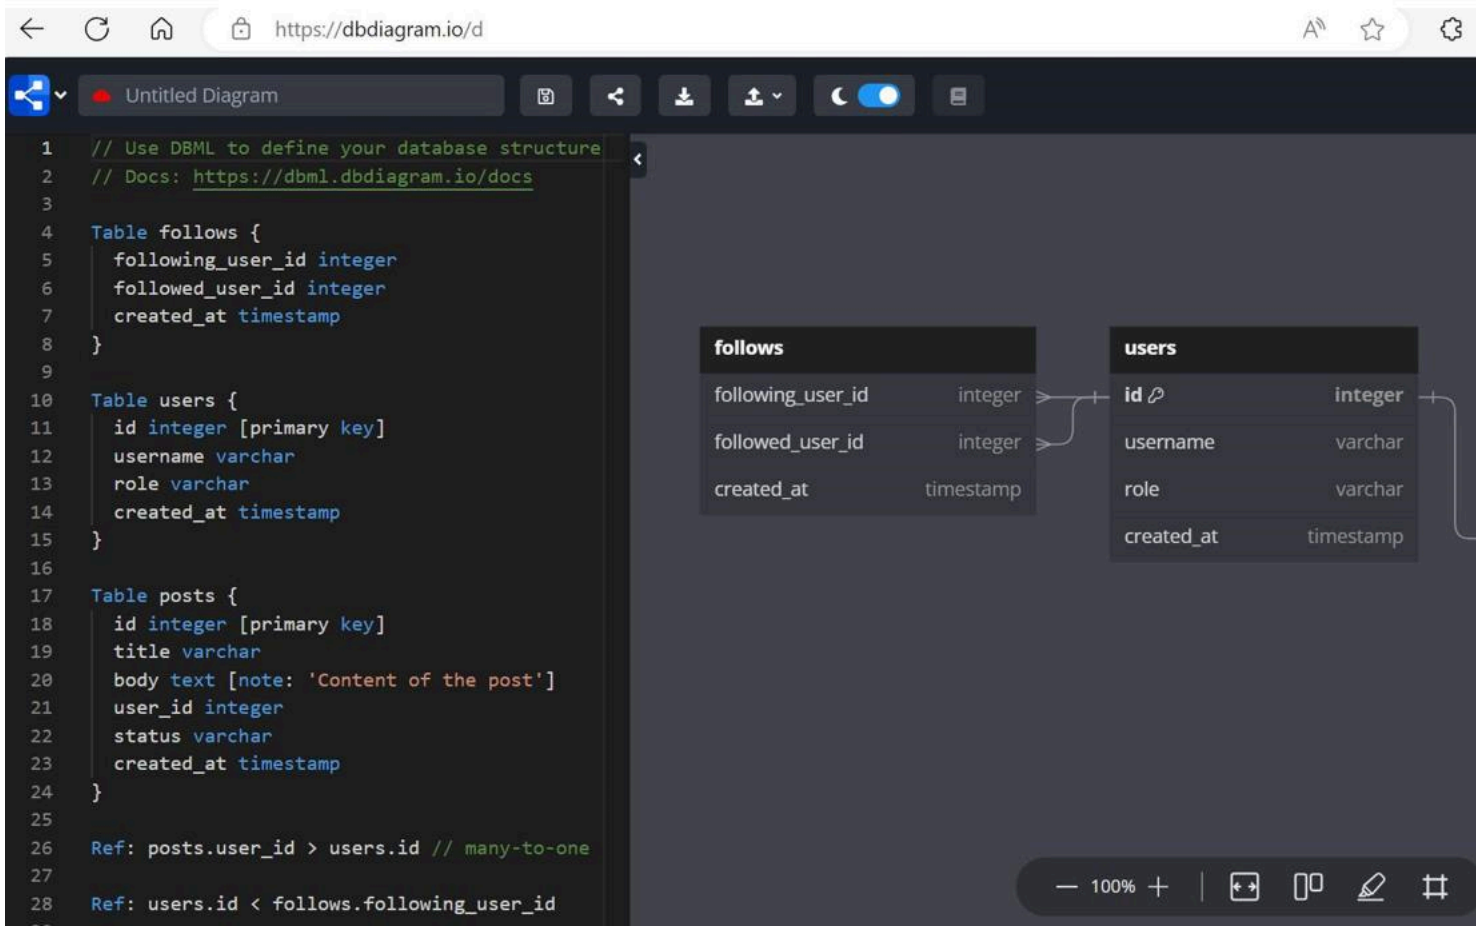 https://dbdiagram.io/d
Untitled Diagram
1 // Use DBML to define your database structure
2 // Docs: https://dbml.dbdiagram.io/docs
3
4 Table follows {
5 following_user_id integer
6 followed_user_id integer
7 created_at timestamp
8 }
9
10 Table users {
11 id integer [primary key]
12 username varchar
13 role varchar
14 created_at timestamp
15 }
16
17 Table posts {
18 id integer [primary key]
19 title varchar
20 body text [note: 'Content of the post']
21 user_id integer
22 status varchar
23 created_at timestamp
24 }
25
26 Ref: posts.user_id > users.id // many-to-one
27
28 Ref: users.id < follows.following_user_id
follows
following_user_id integer
followed_user_id integer
created_at timestamp
users
id integer
username varchar
role varchar
created_at timestamp
100%